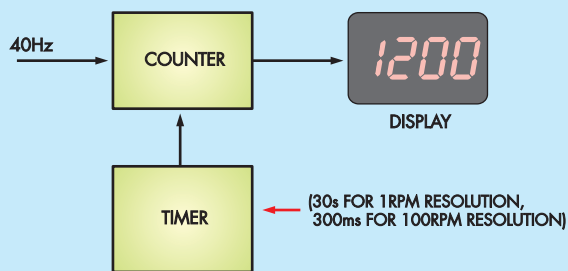 40Hz
COUNTER
1200
DISPLAY
TIMER
(30s FOR 1RPM RESOLUTION,
300ms FOR 100RPM RESOLUTION)